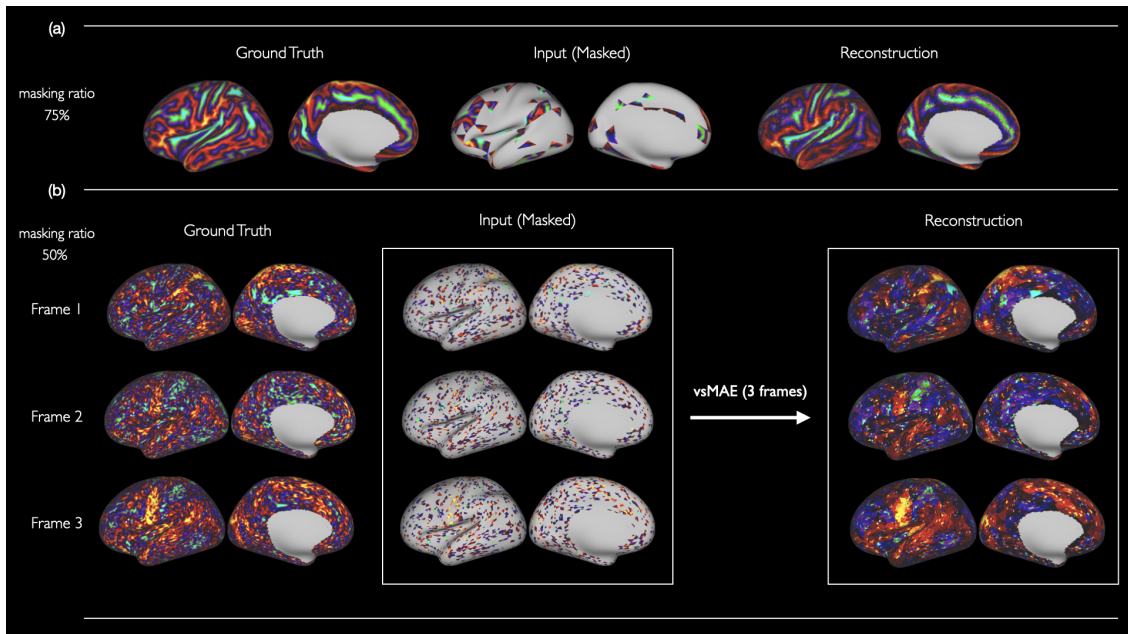 (a)
Ground Truth
Input (Masked)
Reconstruction
masking ratio
75%
(b)
masking ratio
50%
Ground Truth
Input (Masked)
Reconstruction
Frame 1
Frame 2
vsMAE (3 frames)
Frame 3